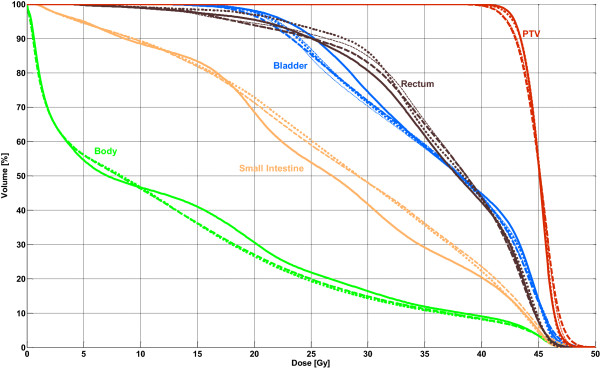 100
90
80
70
60
50
40
30
20
10
0
Volume [%]
PTV
Bladder
Rectum
Body
Small Intestine
0 5 10 15 20 25 30 35 40 45 50
Dose [Gy]